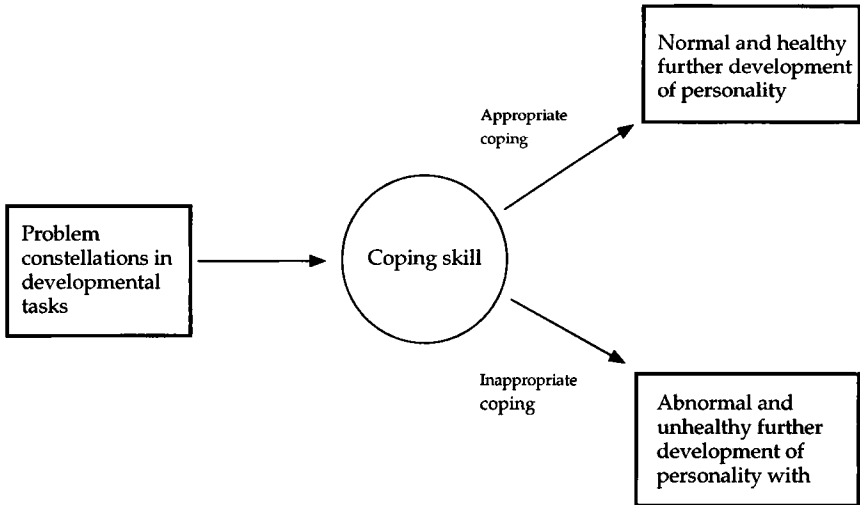 Normal and healthy
further development
of personality
Appropriate
coping
Problem
constellations in
developmental
tasks
Coping skill
Inappropriate
coping
Abnormal and
unhealthy further
development of
personality with